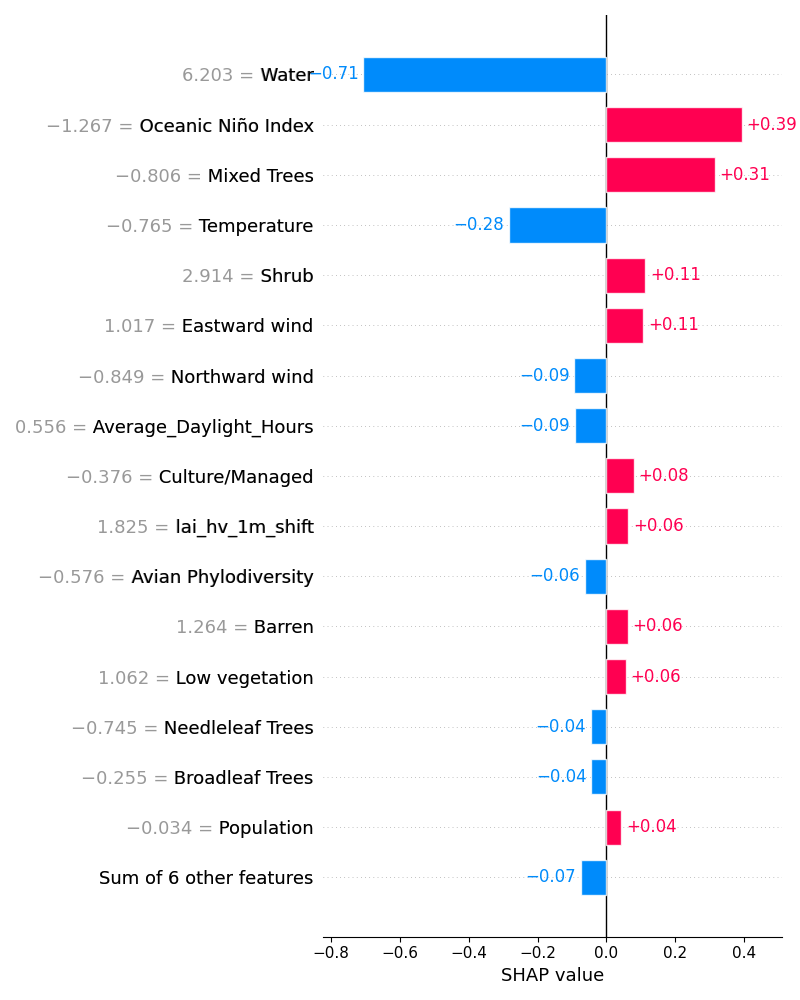 6.203 = Water −0.71
−1.267 = Oceanic Niño Index +0.39
−0.806 = Mixed Trees +0.31
−0.765 = Temperature −0.28
2.914 = Shrub +0.11
1.017 = Eastward wind +0.11
−0.849 = Northward wind −0.09
0.556 = Average_Daylight_Hours −0.09
−0.376 = Culture/Managed +0.08
1.825 = lai_hv_1m_shift +0.06
−0.576 = Avian Phylodiversity −0.06
1.264 = Barren +0.06
1.062 = Low vegetation +0.06
−0.745 = Needleleaf Trees −0.04
−0.255 = Broadleaf Trees −0.04
−0.034 = Population +0.04
Sum of 6 other features −0.07
−0.8 −0.6 −0.4 −0.2 0.0 0.2 0.4
SHAP value